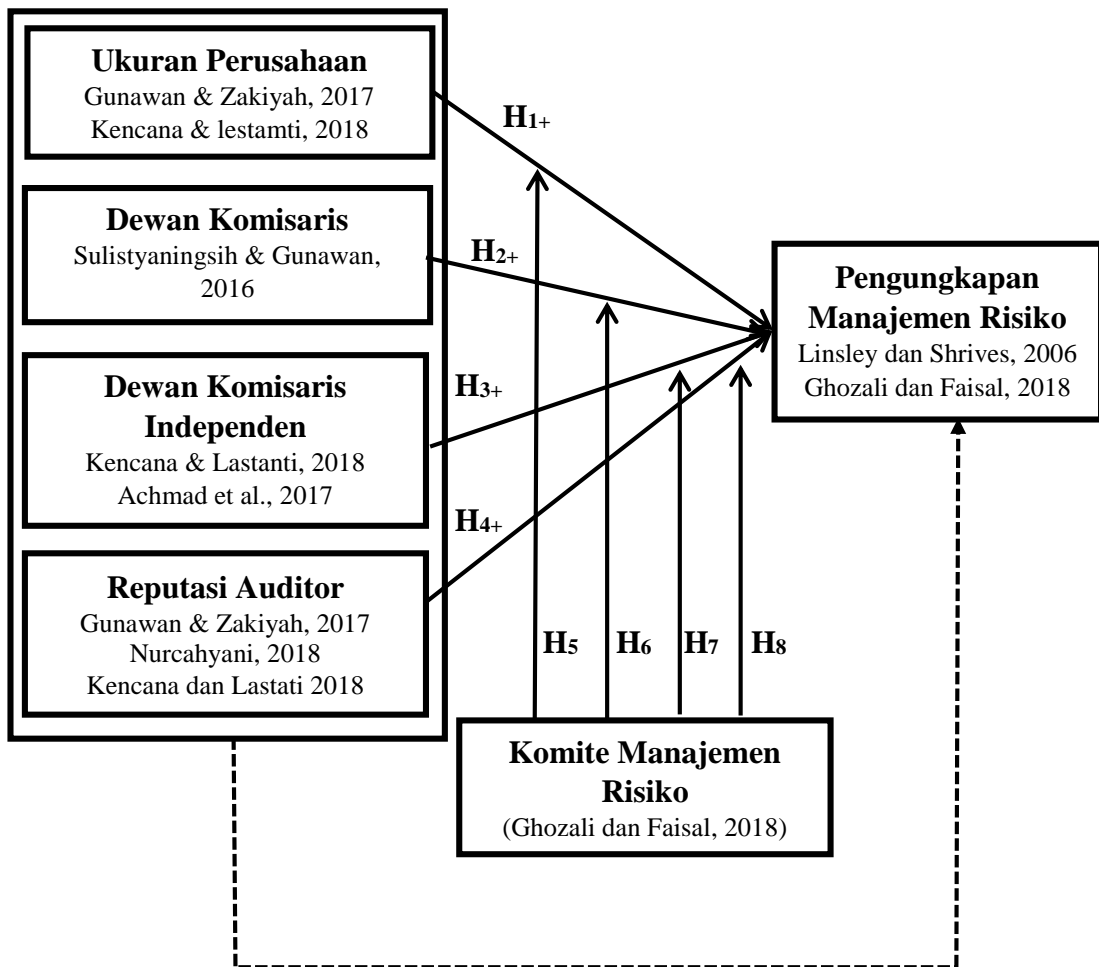 Ukuran Perusahaan
Gunawan & Zakiyah, 2017
Kencana & lestamti, 2018
H1+
Dewan Komisaris
Sulistyaningsih & Gunawan,
2016
H2+
Pengungkapan
Manajemen Risiko
Linsley dan Shrives, 2006
Ghozali dan Faisal, 2018
Dewan Komisaris
Independen
Kencana & Lastanti, 2018
Achmad et al., 2017
H3+
H4+
Reputasi Auditor
Gunawan & Zakiyah, 2017
Nurcahyani, 2018
Kencana dan Lastati 2018
H5
H6
H7
H8
Komite Manajemen
Risiko
(Ghozali dan Faisal, 2018)